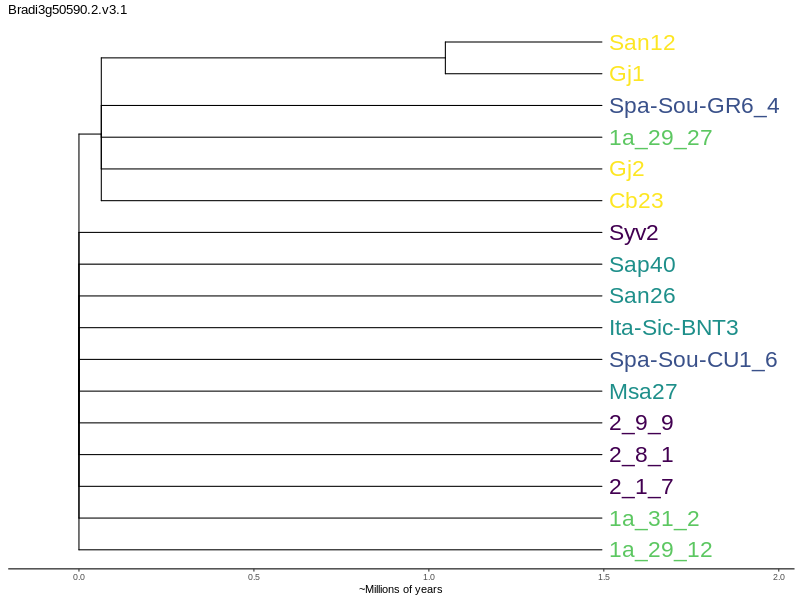 Bradi3g50590.2.v3.1
San12
Gj1
Spa-Sou-GR6_4
1a_29_27
Gj2
Cb23
Syv2
Sap40
San26
Ita-Sic-BNT3
Spa-Sou-CU1_6
Msa27
2_9_9
2_8_1
2_1_7
1a_31_2
1a_29_12
0.0 0.5 1.0 1.5 2.0
~Millions of years